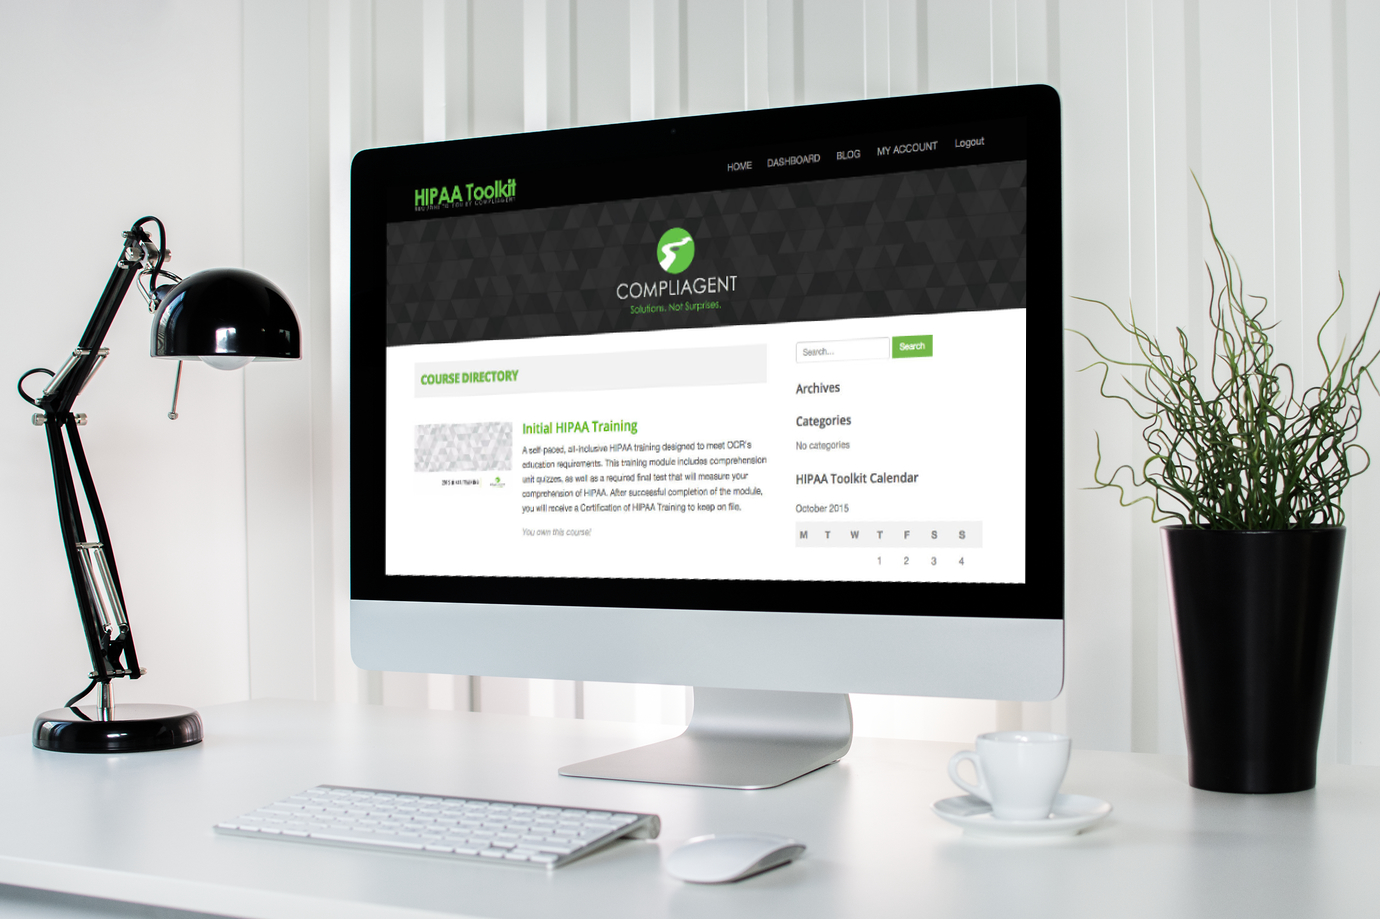 HIPAA Toolkit
HOME DASHBOARD BLOG MY ACCOUNT Logout
COMPLIAGENT
Solutions. Not Surprises.
COURSE DIRECTORY
Initial HIPAA Training
A self-paced, all-inclusive HIPAA training designed to meet OCR's
education requirements. This training module includes comprehension
unit quizzes, as well as a required final test that will measure your
comprehension of HIPAA. After successful completion of the module,
you will receive a Certification of HIPAA Training to keep on file.
You own this course!
Search... Search
Archives
Categories
No categories
HIPAA Toolkit Calendar
October 2015
M T W T F S S
1 2 3 4